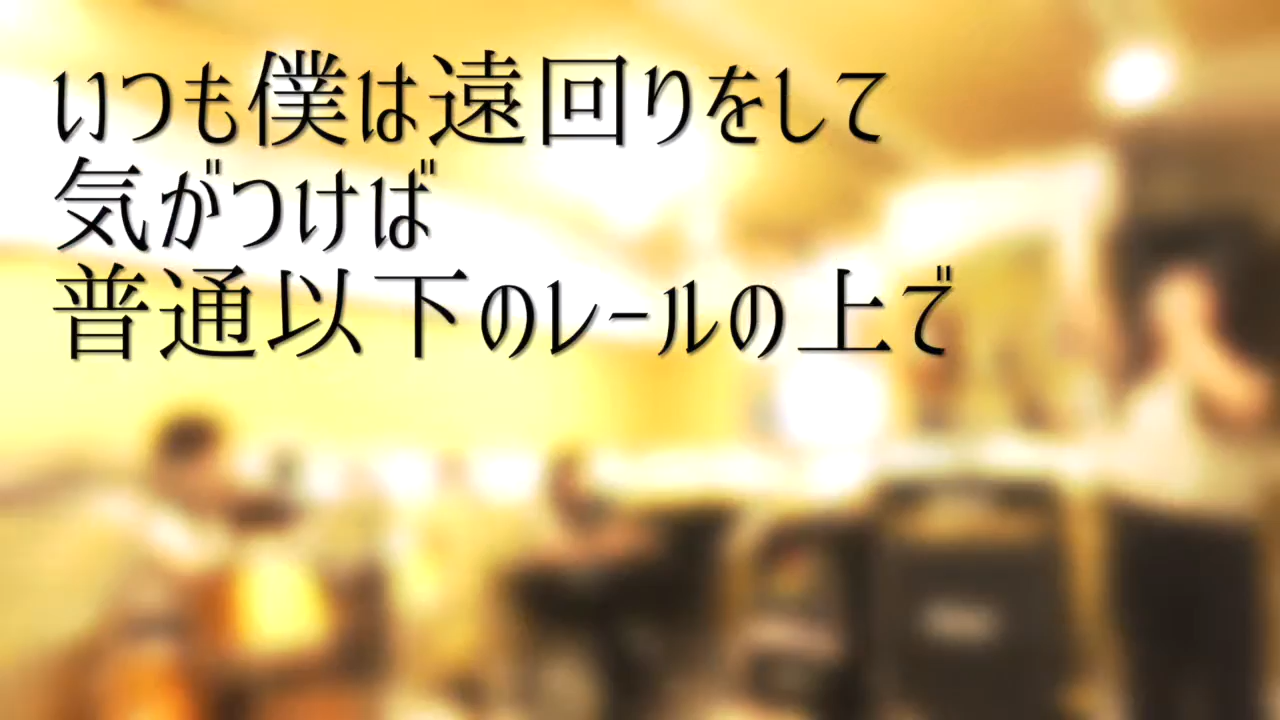 いつも僕は遠回りをして
気がつけば
普通以下のレールの上で